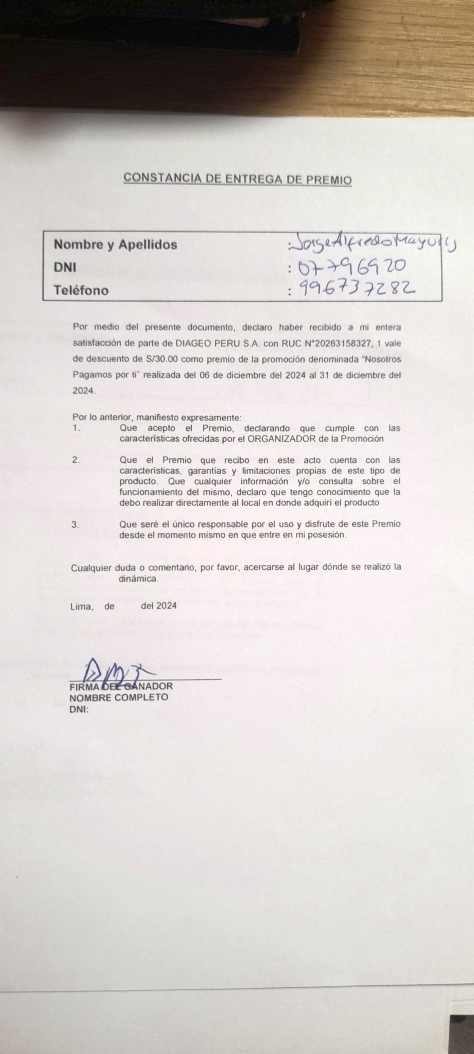 CONSTANCIA DE ENTREGA DE PREMIO
Nombre y Apellidos : Jorge Alfredo Mayuri
DNI : 07796920
Teléfono : 996737282
Por medio del presente documento, declaro haber recibido a mi entera
satisfacción de parte de DIAGEO PERU S.A. con RUC N°20263158327, 1 vale
de descuento de S/30.00 como premio de la promoción denominada "Nosotros
Pagamos por ti" realizada del 06 de diciembre del 2024 al 31 de diciembre del
2024.
Por lo anterior, manifiesto expresamente:
1. Que acepto el Premio, declarando que cumple con las
características ofrecidas por el ORGANIZADOR de la Promoción
2. Que el Premio que recibo en este acto cuenta con las
características, garantías y limitaciones propias de este tipo de
producto. Que cualquier información y/o consulta sobre el
funcionamiento del mismo, declaro que tengo conocimiento que la
debo realizar directamente al local en donde adquirí el producto
3. Que seré el único responsable por el uso y disfrute de este Premio
desde el momento mismo en que entre en mi posesión.
Cualquier duda o comentario, por favor, acercarse al lugar dónde se realizó la
dinámica.
Lima, de del 2024
FIRMA DEL GANADOR
NOMBRE COMPLETO
DNI: